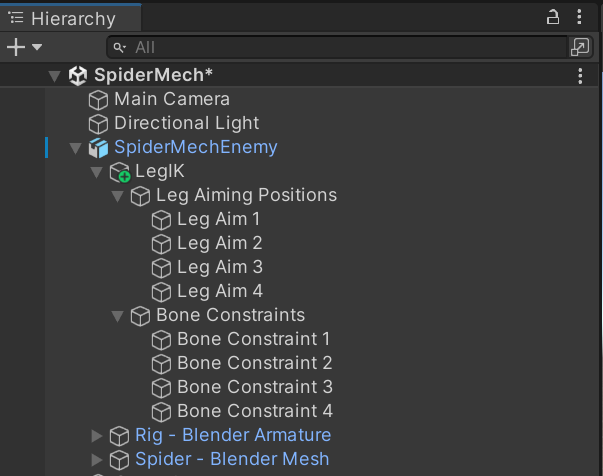 Hierarchy
All
SpiderMech*
Main Camera
Directional Light
SpiderMechEnemy
LegIK
Leg Aiming Positions
Leg Aim 1
Leg Aim 2
Leg Aim 3
Leg Aim 4
Bone Constraints
Bone Constraint 1
Bone Constraint 2
Bone Constraint 3
Bone Constraint 4
Rig - Blender Armature
Spider - Blender Mesh